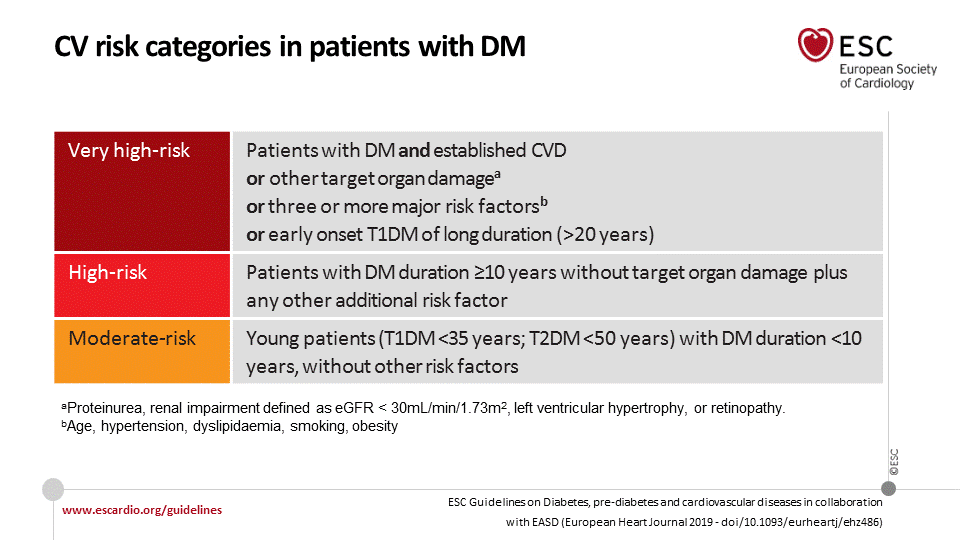 CV risk categories in patients with DM
ESC
European Society
of Cardiology
Very high-risk
Patients with DM and established CVD
or other target organ damageᵃ
or three or more major risk factorsᵇ
or early onset T1DM of long duration (>20 years)
High-risk
Patients with DM duration ≥10 years without target organ damage plus
any other additional risk factor
Moderate-risk
Young patients (T1DM <35 years; T2DM <50 years) with DM duration <10
years, without other risk factors
ᵃProteinurea, renal impairment defined as eGFR < 30mL/min/1.73m², left ventricular hypertrophy, or retinopathy.
ᵇAge, hypertension, dyslipidaemia, smoking, obesity
©ESC
www.escardio.org/guidelines
ESC Guidelines on Diabetes, pre-diabetes and cardiovascular diseases in collaboration
with EASD (European Heart Journal 2019 - doi/10.1093/eurheartj/ehz486)